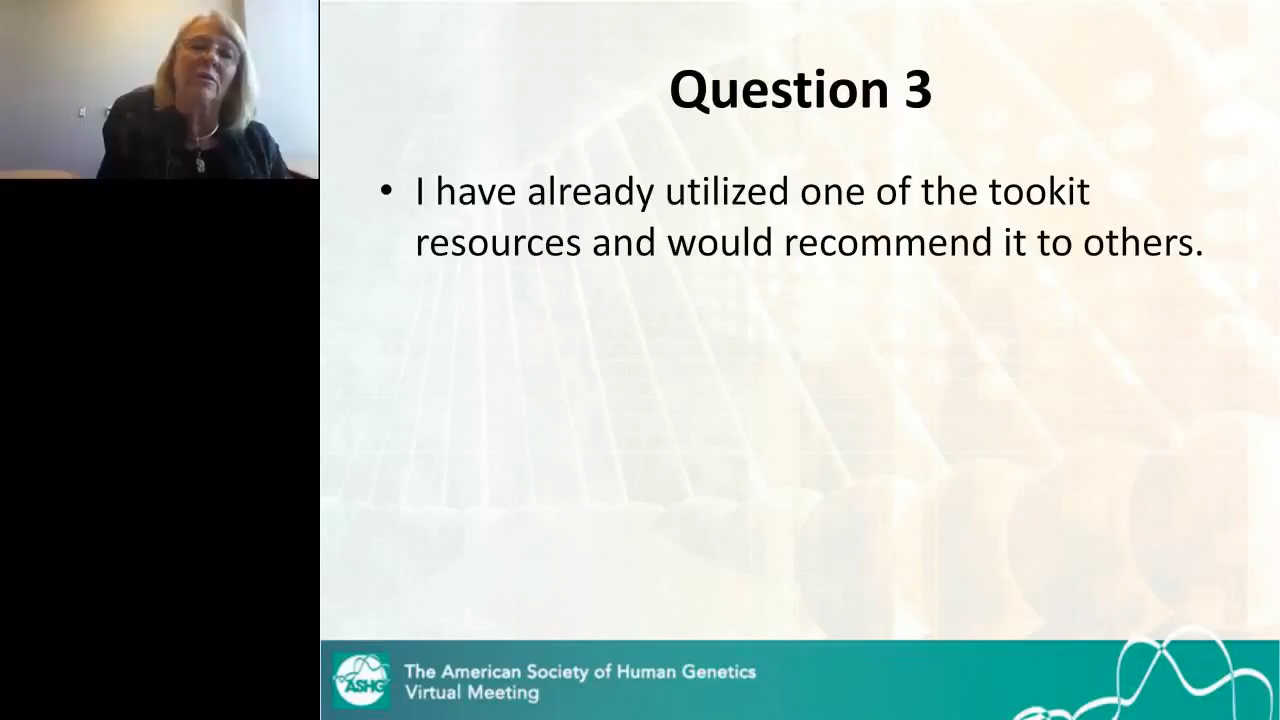 Question 3
• I have already utilized one of the tookit
resources and would recommend it to others.
ASHG
The American Society of Human Genetics
Virtual Meeting